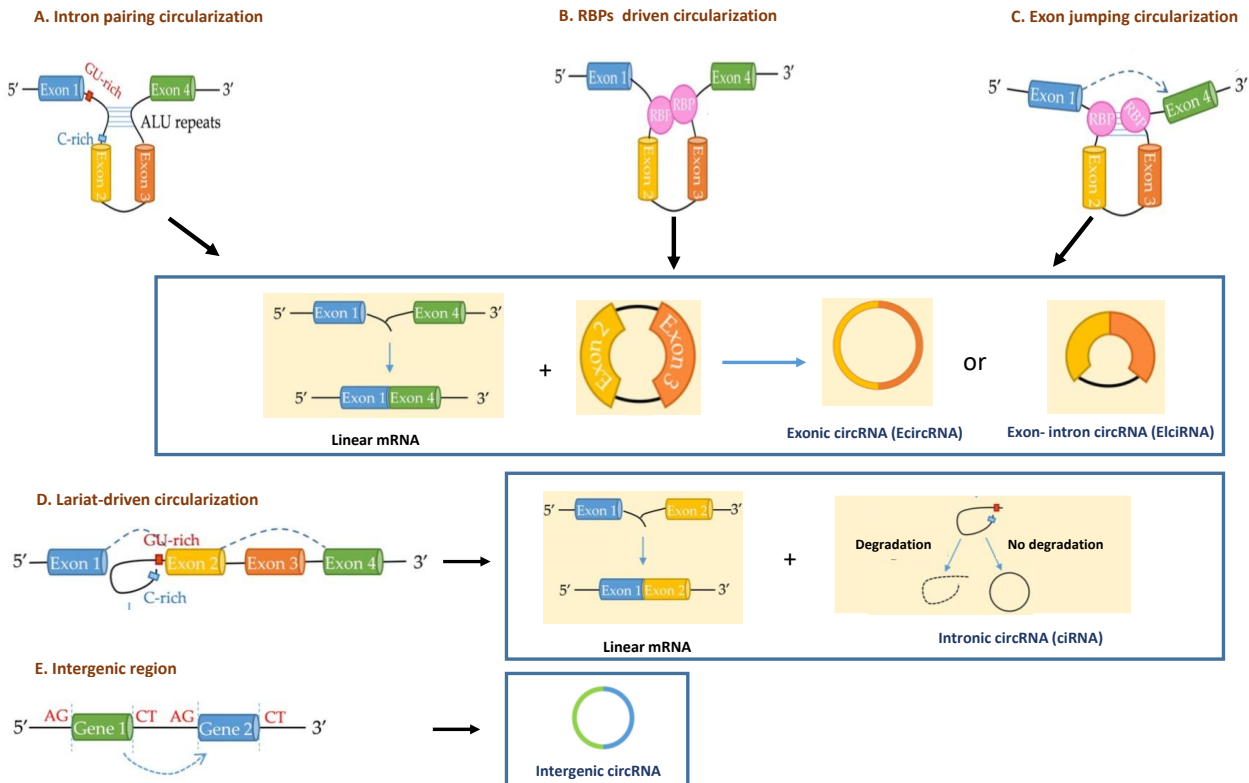 A. Intron pairing circularization
B. RBPs driven circularization
C. Exon jumping circularization
5′ Exon 1 GU-rich Exon 4 3′
ALU repeats
C-rich
Exon 2 Exon 3
5′ Exon 1 Exon 4 3′
RBP RBP
Exon 2 Exon 3
5′ Exon 1 Exon 4 3′
RBP RBP
Exon 2 Exon 3
5′ Exon 1 Exon 4 3′
5′ Exon 1 Exon 4 3′
Linear mRNA
+
Exon 2 Exon 3
Exonic circRNA (EcircRNA)
or
Exon- intron circRNA (ElciRNA)
D. Lariat-driven circularization
GU-rich
5′ Exon 1 Exon 2 Exon 3 Exon 4 3′
C-rich
5′ Exon 1 Exon 2 3′
5′ Exon 1 Exon 2 3′
Linear mRNA
+
Degradation No degradation
Intronic circRNA (ciRNA)
E. Intergenic region
5′ AG Gene 1 CT AG Gene 2 CT 3′
Intergenic circRNA